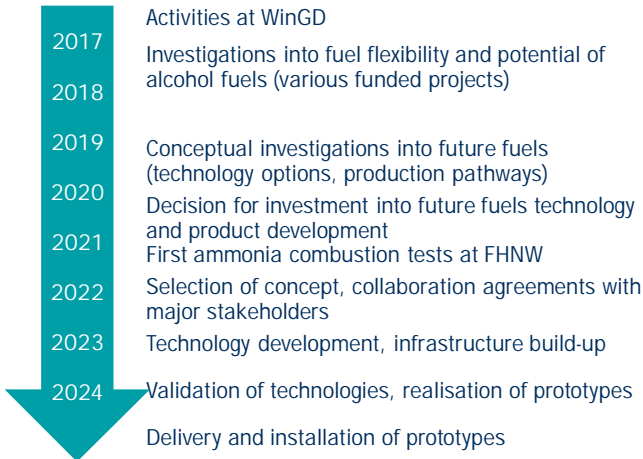 Activities at WinGD
2017
Investigations into fuel flexibility and potential of
alcohol fuels (various funded projects)
2018
2019
Conceptual investigations into future fuels
(technology options, production pathways)
2020
Decision for investment into future fuels technology
and product development
2021
First ammonia combustion tests at FHNW
2022
Selection of concept, collaboration agreements with
major stakeholders
2023
Technology development, infrastructure build-up
2024
Validation of technologies, realisation of prototypes
Delivery and installation of prototypes